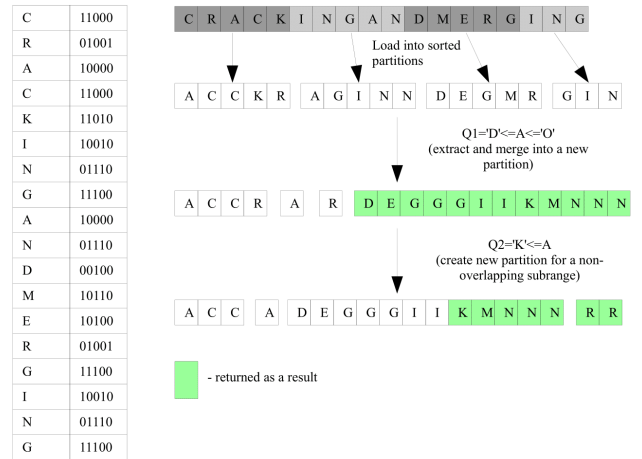 C 11000
R 01001
A 10000
C 11000
K 11010
I 10010
N 01110
G 11100
A 10000
N 01110
D 00100
M 10110
E 10100
R 01001
G 11100
I 10010
N 01110
G 11100
C R A C K I N G A N D M E R G I N G
Load into sorted
partitions
A C C K R A G I N N D E G M R G I N
Q1='D'<=A<='O'
(extract and merge into a new
partition)
A C C R A R D E G G G I I K M N N N
Q2='K'<=A
(create new partition for a non-
overlapping subrange)
A C C A D E G G G I I K M N N N R R
- returned as a result